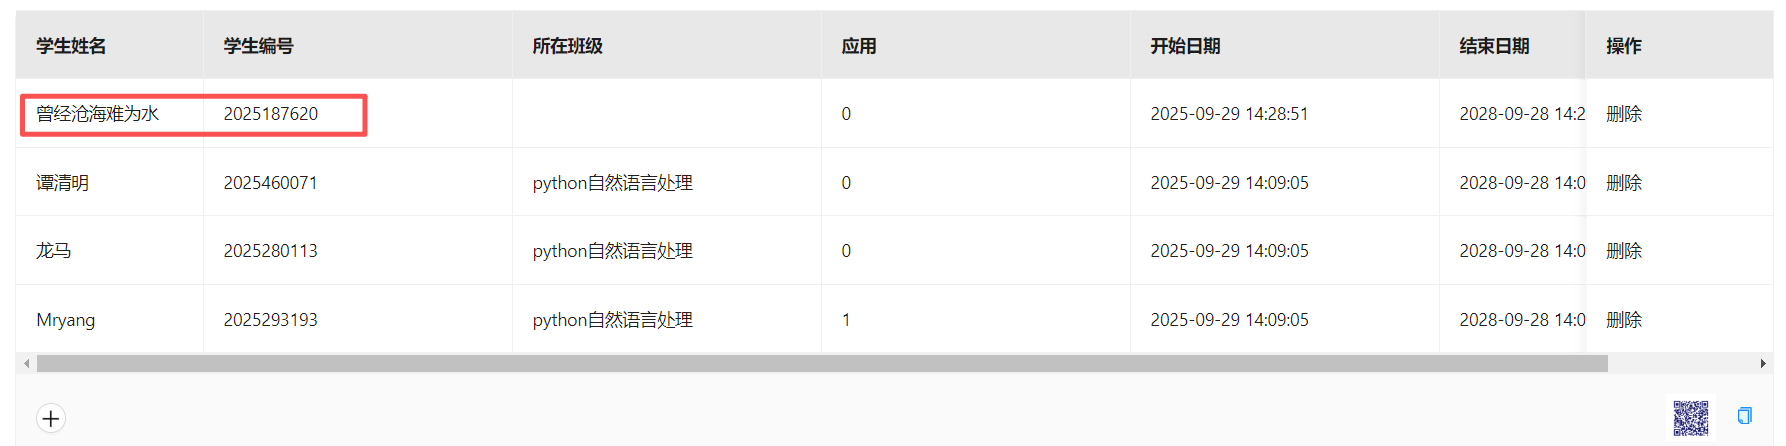 学生姓名 学生编号 所在班级 应用 开始日期 结束日期 操作
曾经沧海难为水 2025187620 0 2025-09-29 14:28:51 2028-09-28 14:2 删除
谭清明 2025460071 python自然语言处理 0 2025-09-29 14:09:05 2028-09-28 14:0 删除
龙马 2025280113 python自然语言处理 0 2025-09-29 14:09:05 2028-09-28 14:0 删除
Mryang 2025293193 python自然语言处理 1 2025-09-29 14:09:05 2028-09-28 14:0 删除